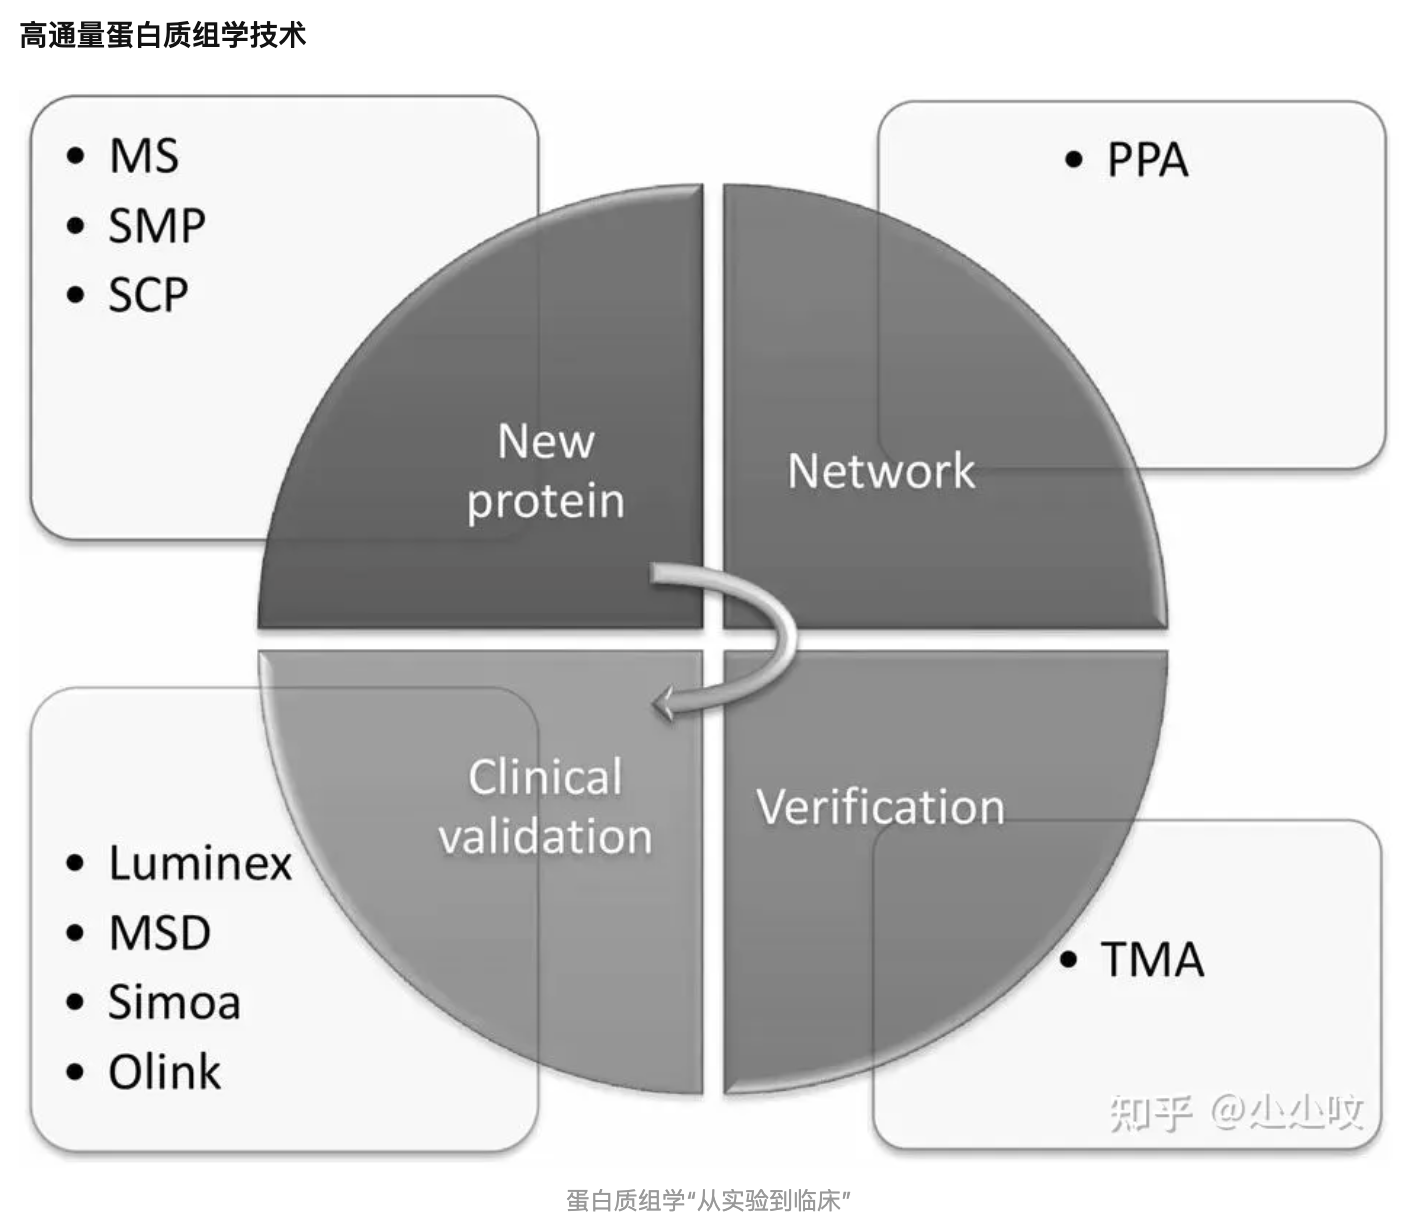 高通量蛋白质组学技术
• MS
• SMP
• SCP
• PPA
New
protein
Network
Clinical
validation
Verification
• Luminex
• MSD
• Simoa
• Olink
• TMA
知乎 @小小哎
蛋白质组学“从实验到临床”